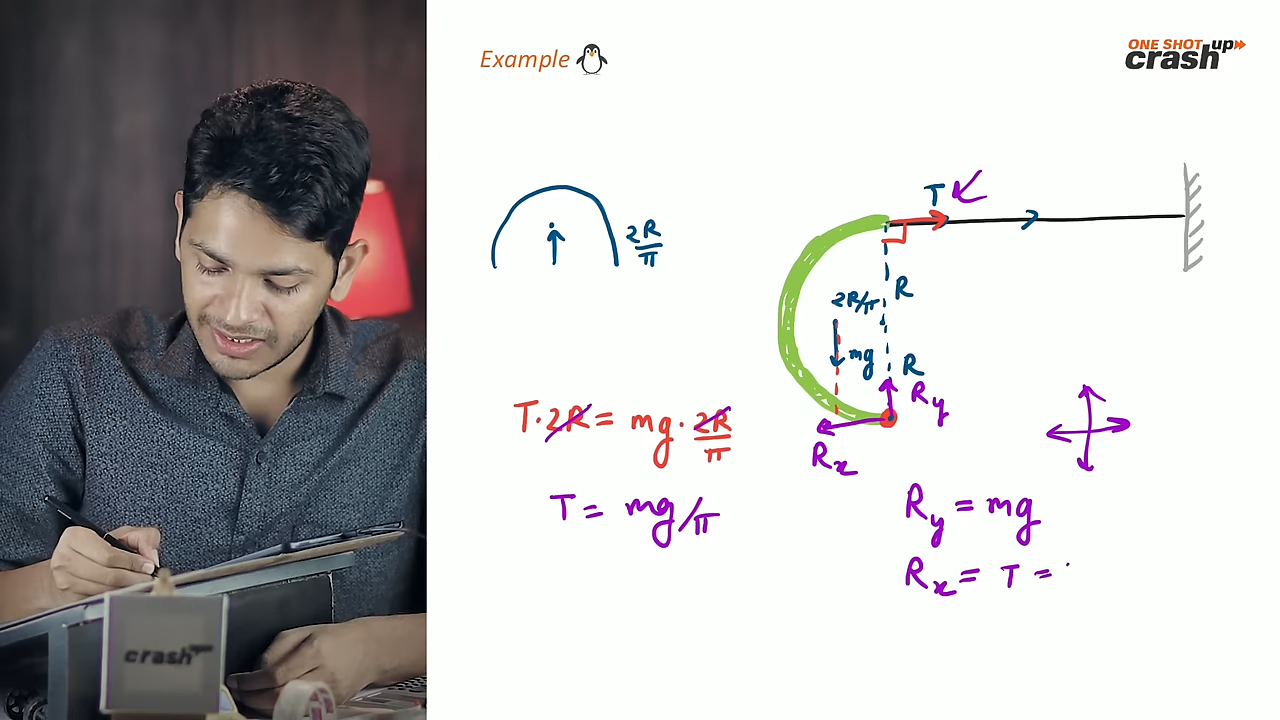 Example
ONE SHOT
crash up
T
2R/π
R
2R/π
mg
R
Ry
Rx
T·2R = mg·2R/π
T = mg/π
Ry = mg
Rx = T =
crash